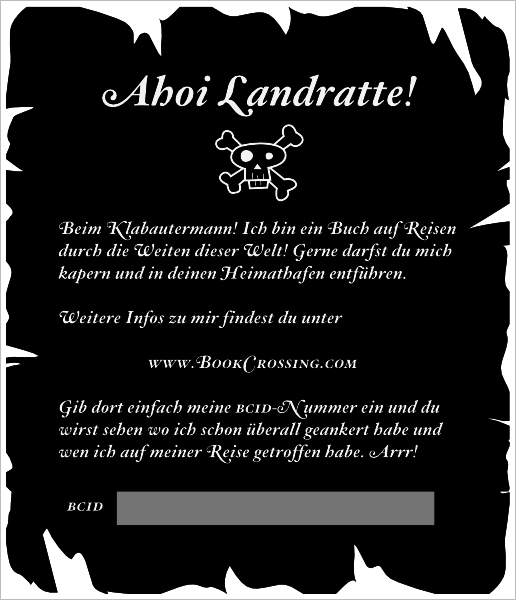 Ahoi Landratte!
Beim Klabautermann! Ich bin ein Buch auf Reisen
durch die Weiten dieser Welt! Gerne darfst du mich
kapern und in deinen Heimathafen entführen.
Weitere Infos zu mir findest du unter
www.BookCrossing.com
Gib dort einfach meine BCID-Nummer ein und du
wirst sehen wo ich schon überall geankert habe und
wen ich auf meiner Reise getroffen habe. Arrr!
BCID